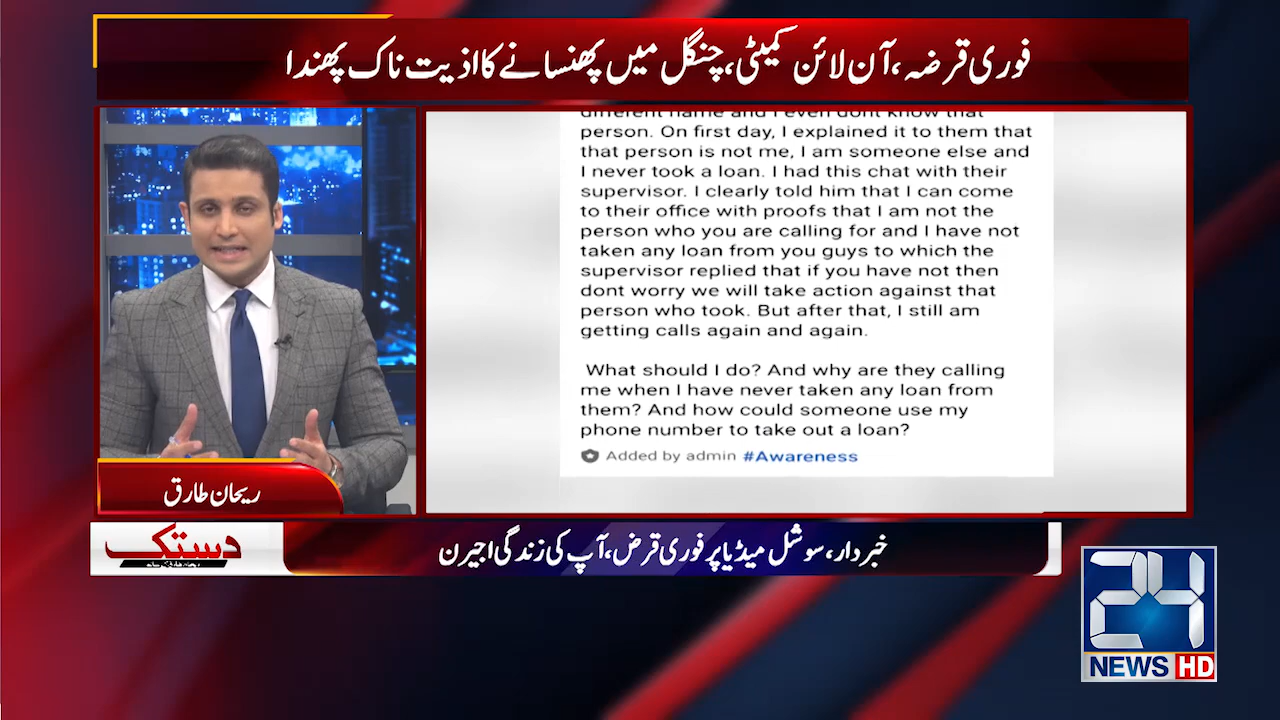 فوری قرضہ، آن لائن کمیٹی، چنگل میں پھنسانے کا اذیت ناک پھندا
different name and I even dont know that
person. On first day, I explained it to them that
that person is not me, I am someone else and
I never took a loan. I had this chat with their
supervisor. I clearly told him that I can come
to their office with proofs that I am not the
person who you are calling for and I have not
taken any loan from you guys to which the
supervisor replied that if you have not then
dont worry we will take action against that
person who took. But after that, I still am
getting calls again and again.
What should I do? And why are they calling
me when I have never taken any loan from
them? And how could someone use my
phone number to take out a loan?
Added by admin #Awareness
ریحان طارق
دستک
خبردار، سوشل میڈیا پر فوری قرض، آپ کی زندگی اجیرن
24
NEWS HD